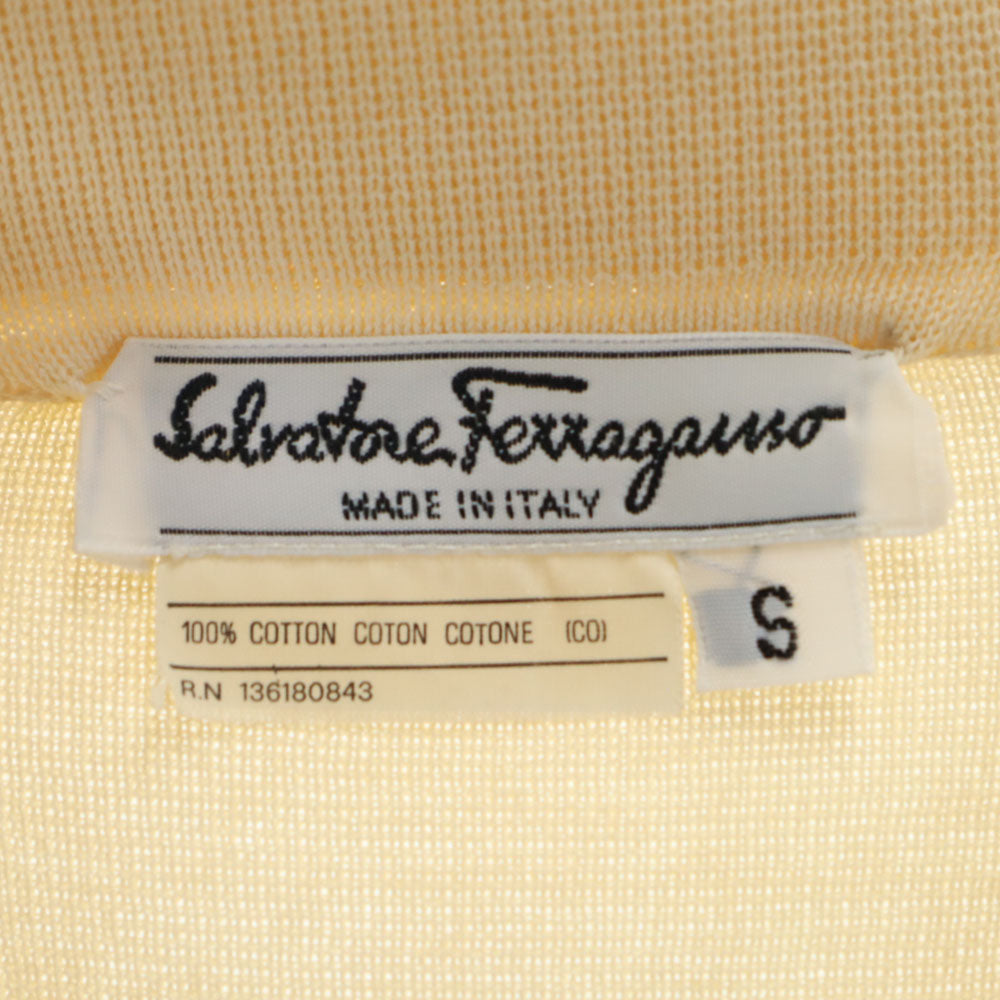 Salvatore Ferragamo
MADE IN ITALY
100% COTTON COTON COTONE (CO)
R.N 136180843
S